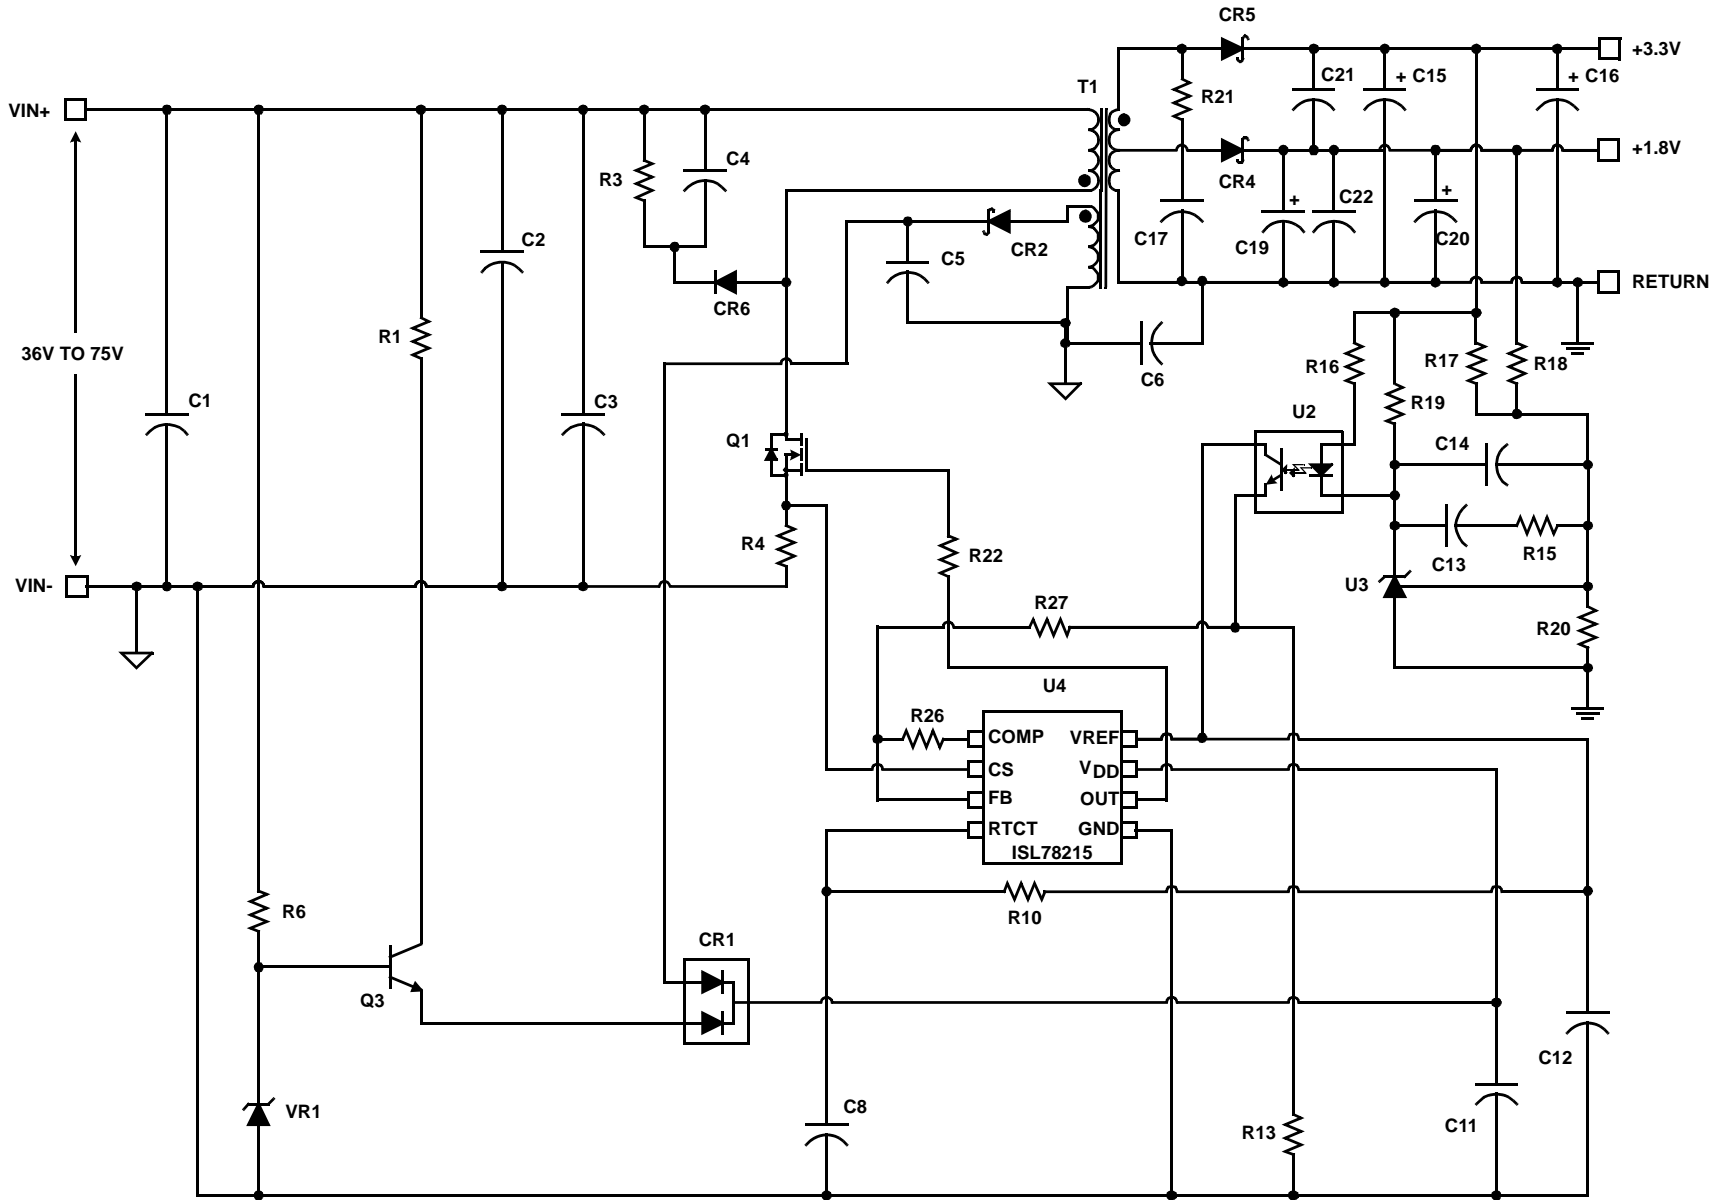 CR5
+3.3V
T1
C21
+ C15
+ C16
VIN+
R21
+1.8V
C4
R3
CR4
+
C22
+
C17
C19
C20
C2
C5
CR2
RETURN
CR6
R1
36V TO 75V
C6
R16
R17
R18
C1
C3
R19
U2
Q1
C14
R4
R22
C13
R15
VIN-
U3
R27
R20
U4
R26
COMP
VREF
CS
VDD
FB
OUT
RTCT
GND
ISL78215
R6
R10
CR1
Q3
C12
VR1
C8
R13
C11